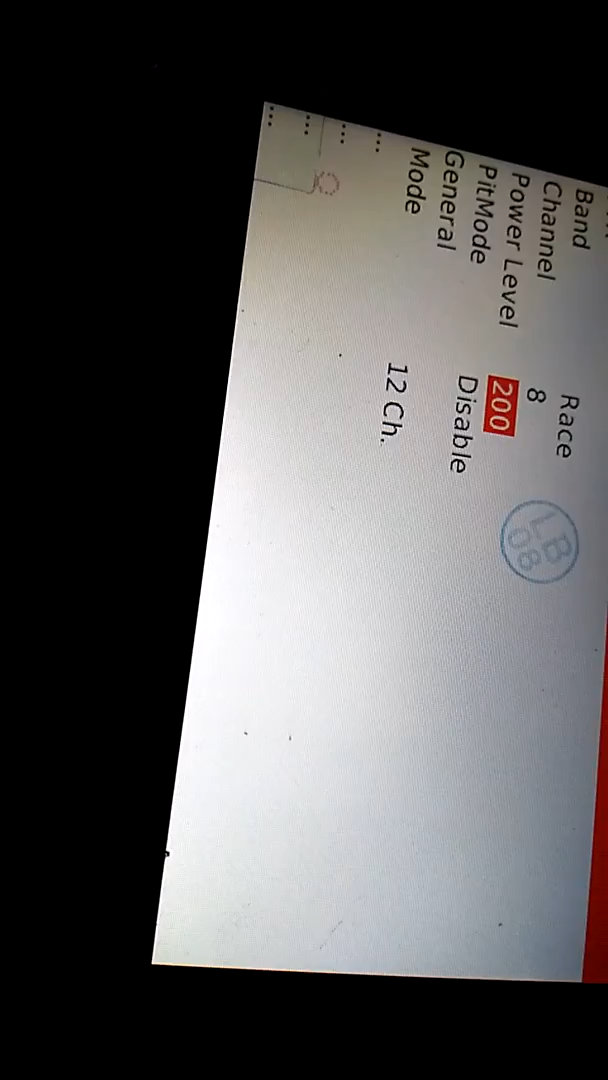 Band Race
Channel 8
Power Level 200
PitMode Disable
General
Mode 12 Ch.
...
...
...
...
LB
08